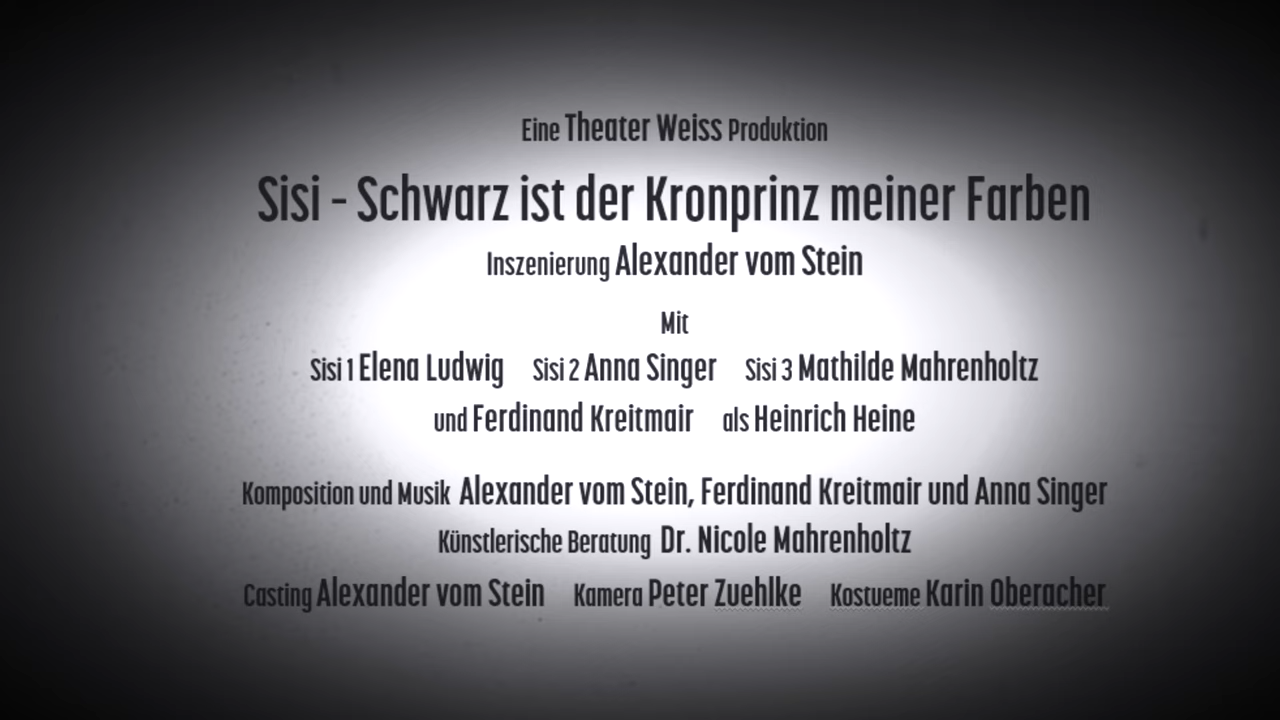 Eine Theater Weiss Produktion
Sisi - Schwarz ist der Kronprinz meiner Farben
Inszenierung Alexander vom Stein
Mit
Sisi 1 Elena Ludwig Sisi 2 Anna Singer Sisi 3 Mathilde Mahrenholtz
und Ferdinand Kreitmair als Heinrich Heine
Komposition und Musik Alexander vom Stein, Ferdinand Kreitmair und Anna Singer
Künstlerische Beratung Dr. Nicole Mahrenholtz
Casting Alexander vom Stein Kamera Peter Zuehlke Kostueme Karin Oberacher